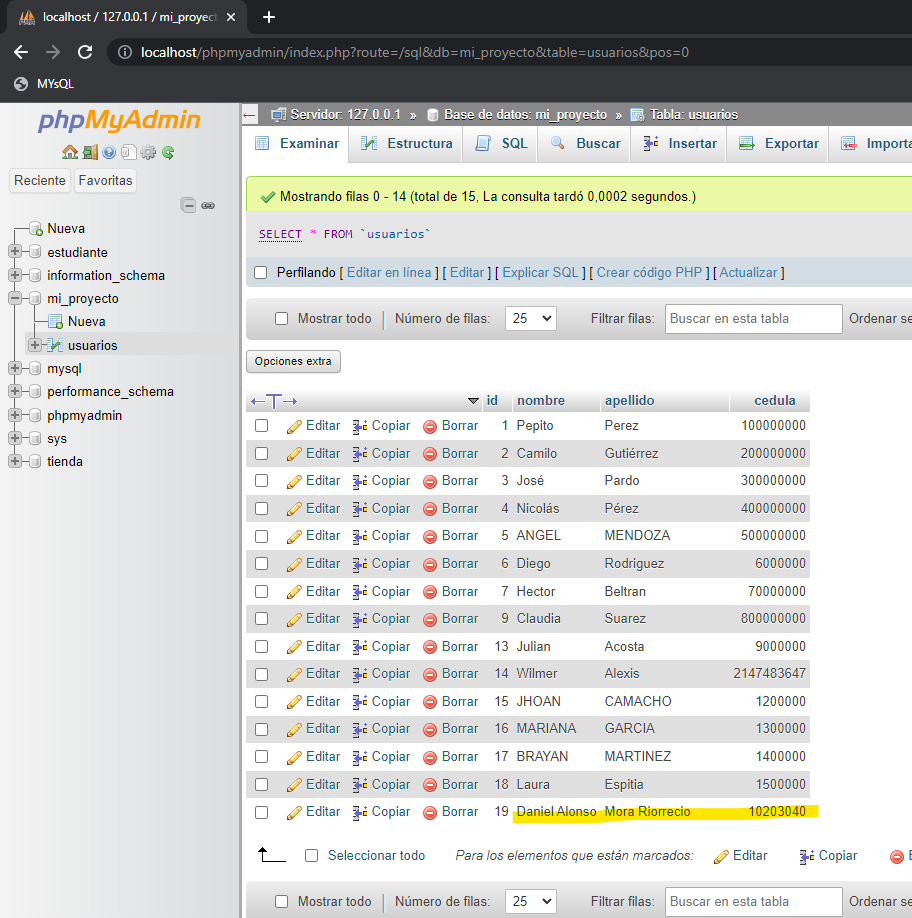 localhost / 127.0.0.1 / mi_proyect
localhost/phpmyadmin/index.php?route=/sql&db=mi_proyecto&table=usuarios&pos=0
MYsQL
phpMyAdmin
Reciente Favoritas
Nueva
estudiante
information_schema
mi_proyecto
Nueva
usuarios
mysql
performance_schema
phpmyadmin
sys
tienda
Servidor: 127.0.0.1 » Base de datos: mi_proyecto » Tabla: usuarios
Examinar Estructura SQL Buscar Insertar Exportar Importa
Mostrando filas 0 - 14 (total de 15, La consulta tardó 0,0002 segundos.)
SELECT * FROM `usuarios`
Perfilando [ Editar en línea ] [ Editar ] [ Explicar SQL ] [ Crear código PHP ] [ Actualizar ]
Mostrar todo Número de filas: 25 Filtrar filas: Buscar en esta tabla Ordenar se
Opciones extra
id nombre apellido cedula
Editar Copiar Borrar 1 Pepito Perez 100000000
Editar Copiar Borrar 2 Camilo Gutiérrez 200000000
Editar Copiar Borrar 3 José Pardo 300000000
Editar Copiar Borrar 4 Nicolás Pérez 400000000
Editar Copiar Borrar 5 ANGEL MENDOZA 500000000
Editar Copiar Borrar 6 Diego Rodriguez 6000000
Editar Copiar Borrar 7 Hector Beltran 70000000
Editar Copiar Borrar 9 Claudia Suarez 800000000
Editar Copiar Borrar 13 Julian Acosta 9000000
Editar Copiar Borrar 14 Wilmer Alexis 2147483647
Editar Copiar Borrar 15 JHOAN CAMACHO 1200000
Editar Copiar Borrar 16 MARIANA GARCIA 1300000
Editar Copiar Borrar 17 BRAYAN MARTINEZ 1400000
Editar Copiar Borrar 18 Laura Espitia 1500000
Editar Copiar Borrar 19 Daniel Alonso Mora Riorrecio 10203040
Seleccionar todo Para los elementos que están marcados: Editar Copiar E
Mostrar todo Número de filas: 25 Filtrar filas: Buscar en esta tabla Ordenar se